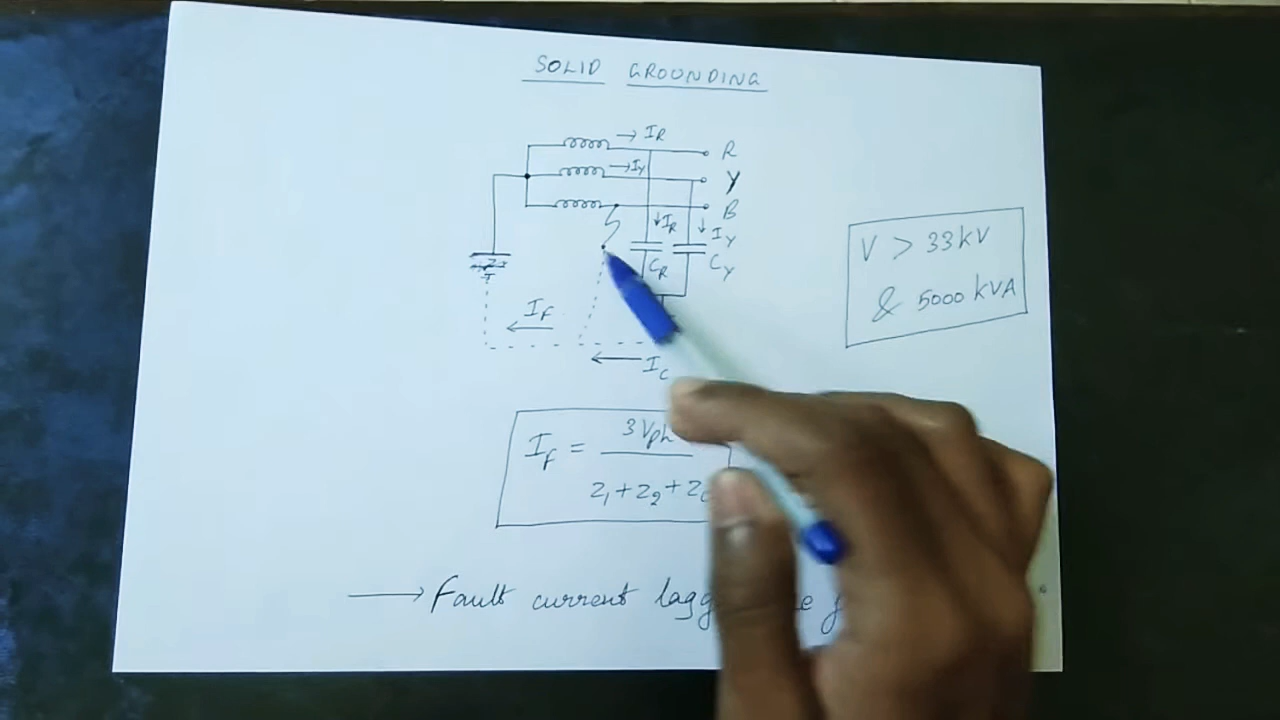 SOLID GROUNDING
→ IR
R
→ IY
Y
B
↓ IR
↓ IY
CR
CY
V > 33kV
& 5000 kVA
IF
IC
If = 3Vph
Z1 + Z2 + Z
→ Fault current